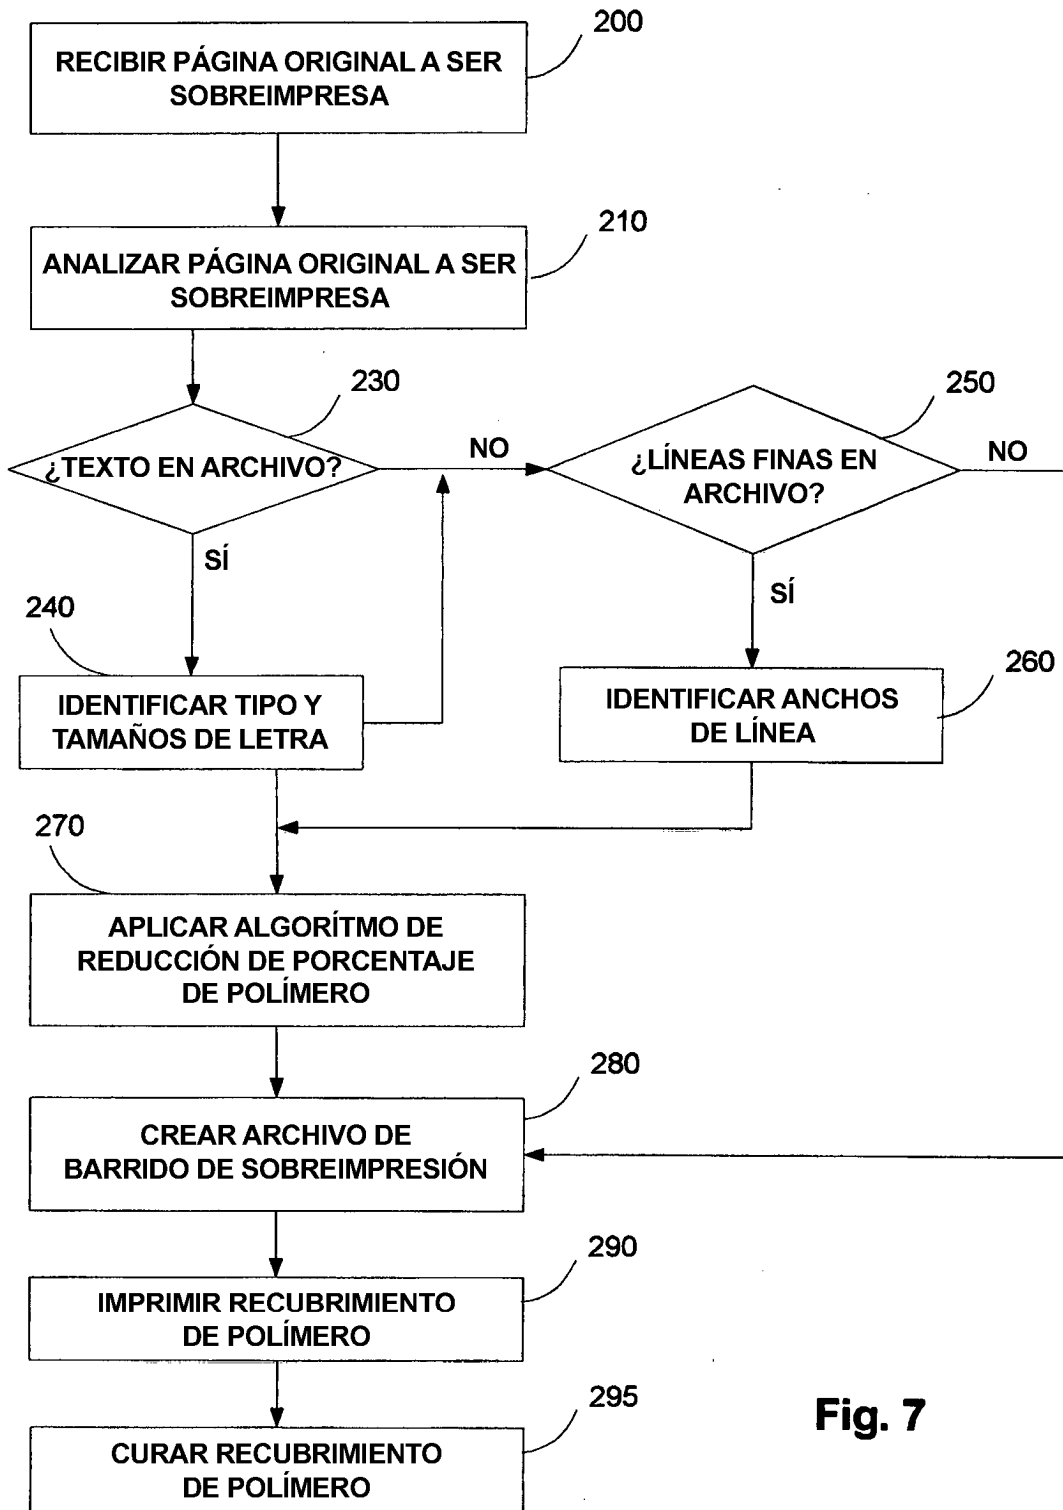 200
RECIBIR PÁGINA ORIGINAL A SER
SOBREIMPRESA
210
ANALIZAR PÁGINA ORIGINAL A SER
SOBREIMPRESA
230
¿TEXTO EN ARCHIVO?
NO
SÍ
250
¿LÍNEAS FINAS EN
ARCHIVO?
NO
SÍ
240
IDENTIFICAR TIPO Y
TAMAÑOS DE LETRA
260
IDENTIFICAR ANCHOS
DE LÍNEA
270
APLICAR ALGORÍTMO DE
REDUCCIÓN DE PORCENTAJE
DE POLÍMERO
280
CREAR ARCHIVO DE
BARRIDO DE SOBREIMPRESIÓN
290
IMPRIMIR RECUBRIMIENTO
DE POLÍMERO
295
CURAR RECUBRIMIENTO
DE POLÍMERO
Fig. 7